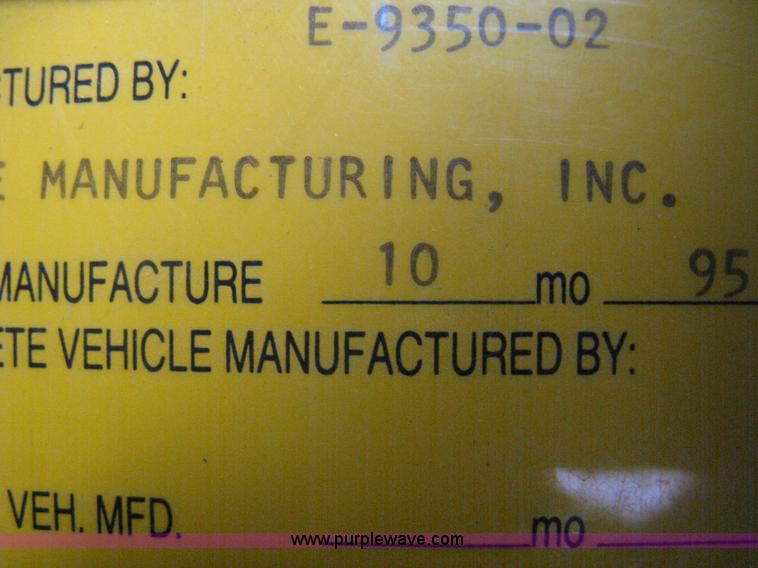 E-9350-02
TURED BY:
E MANUFACTURING, INC.
MANUFACTURE 10 mo 95
ETE VEHICLE MANUFACTURED BY:
VEH. MFD. mo
www.purplewave.com